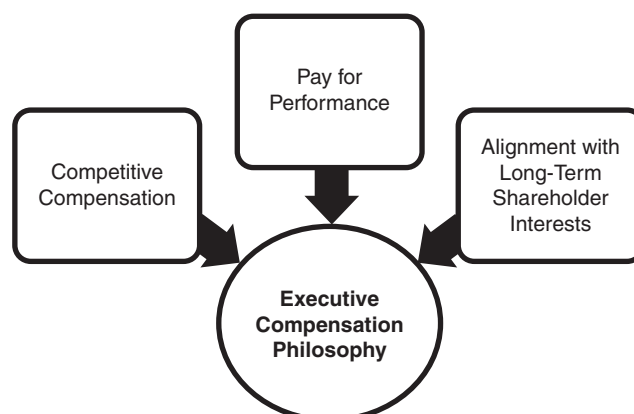 Pay for
Performance
Competitive
Compensation
Alignment with
Long-Term
Shareholder
Interests
Executive
Compensation
Philosophy